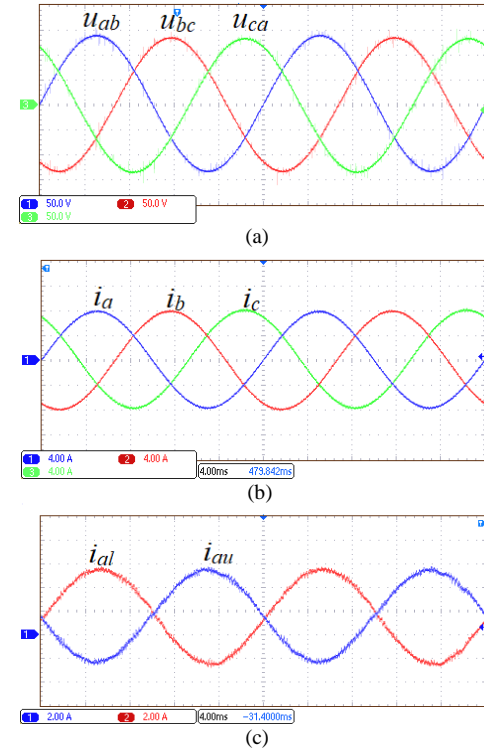 T
u_ab u_bc u_ca
3
1 50.0 V 2 50.0 V
3 50.0 V
(a)
T
i_a i_b i_c
1
1 4.00 A 2 4.00 A
3 4.00 A 4.00ms 479.842ms
(b)
T
i_al i_au
1
1 2.00 A 2 2.00 A 4.00ms -31.4000ms
(c)